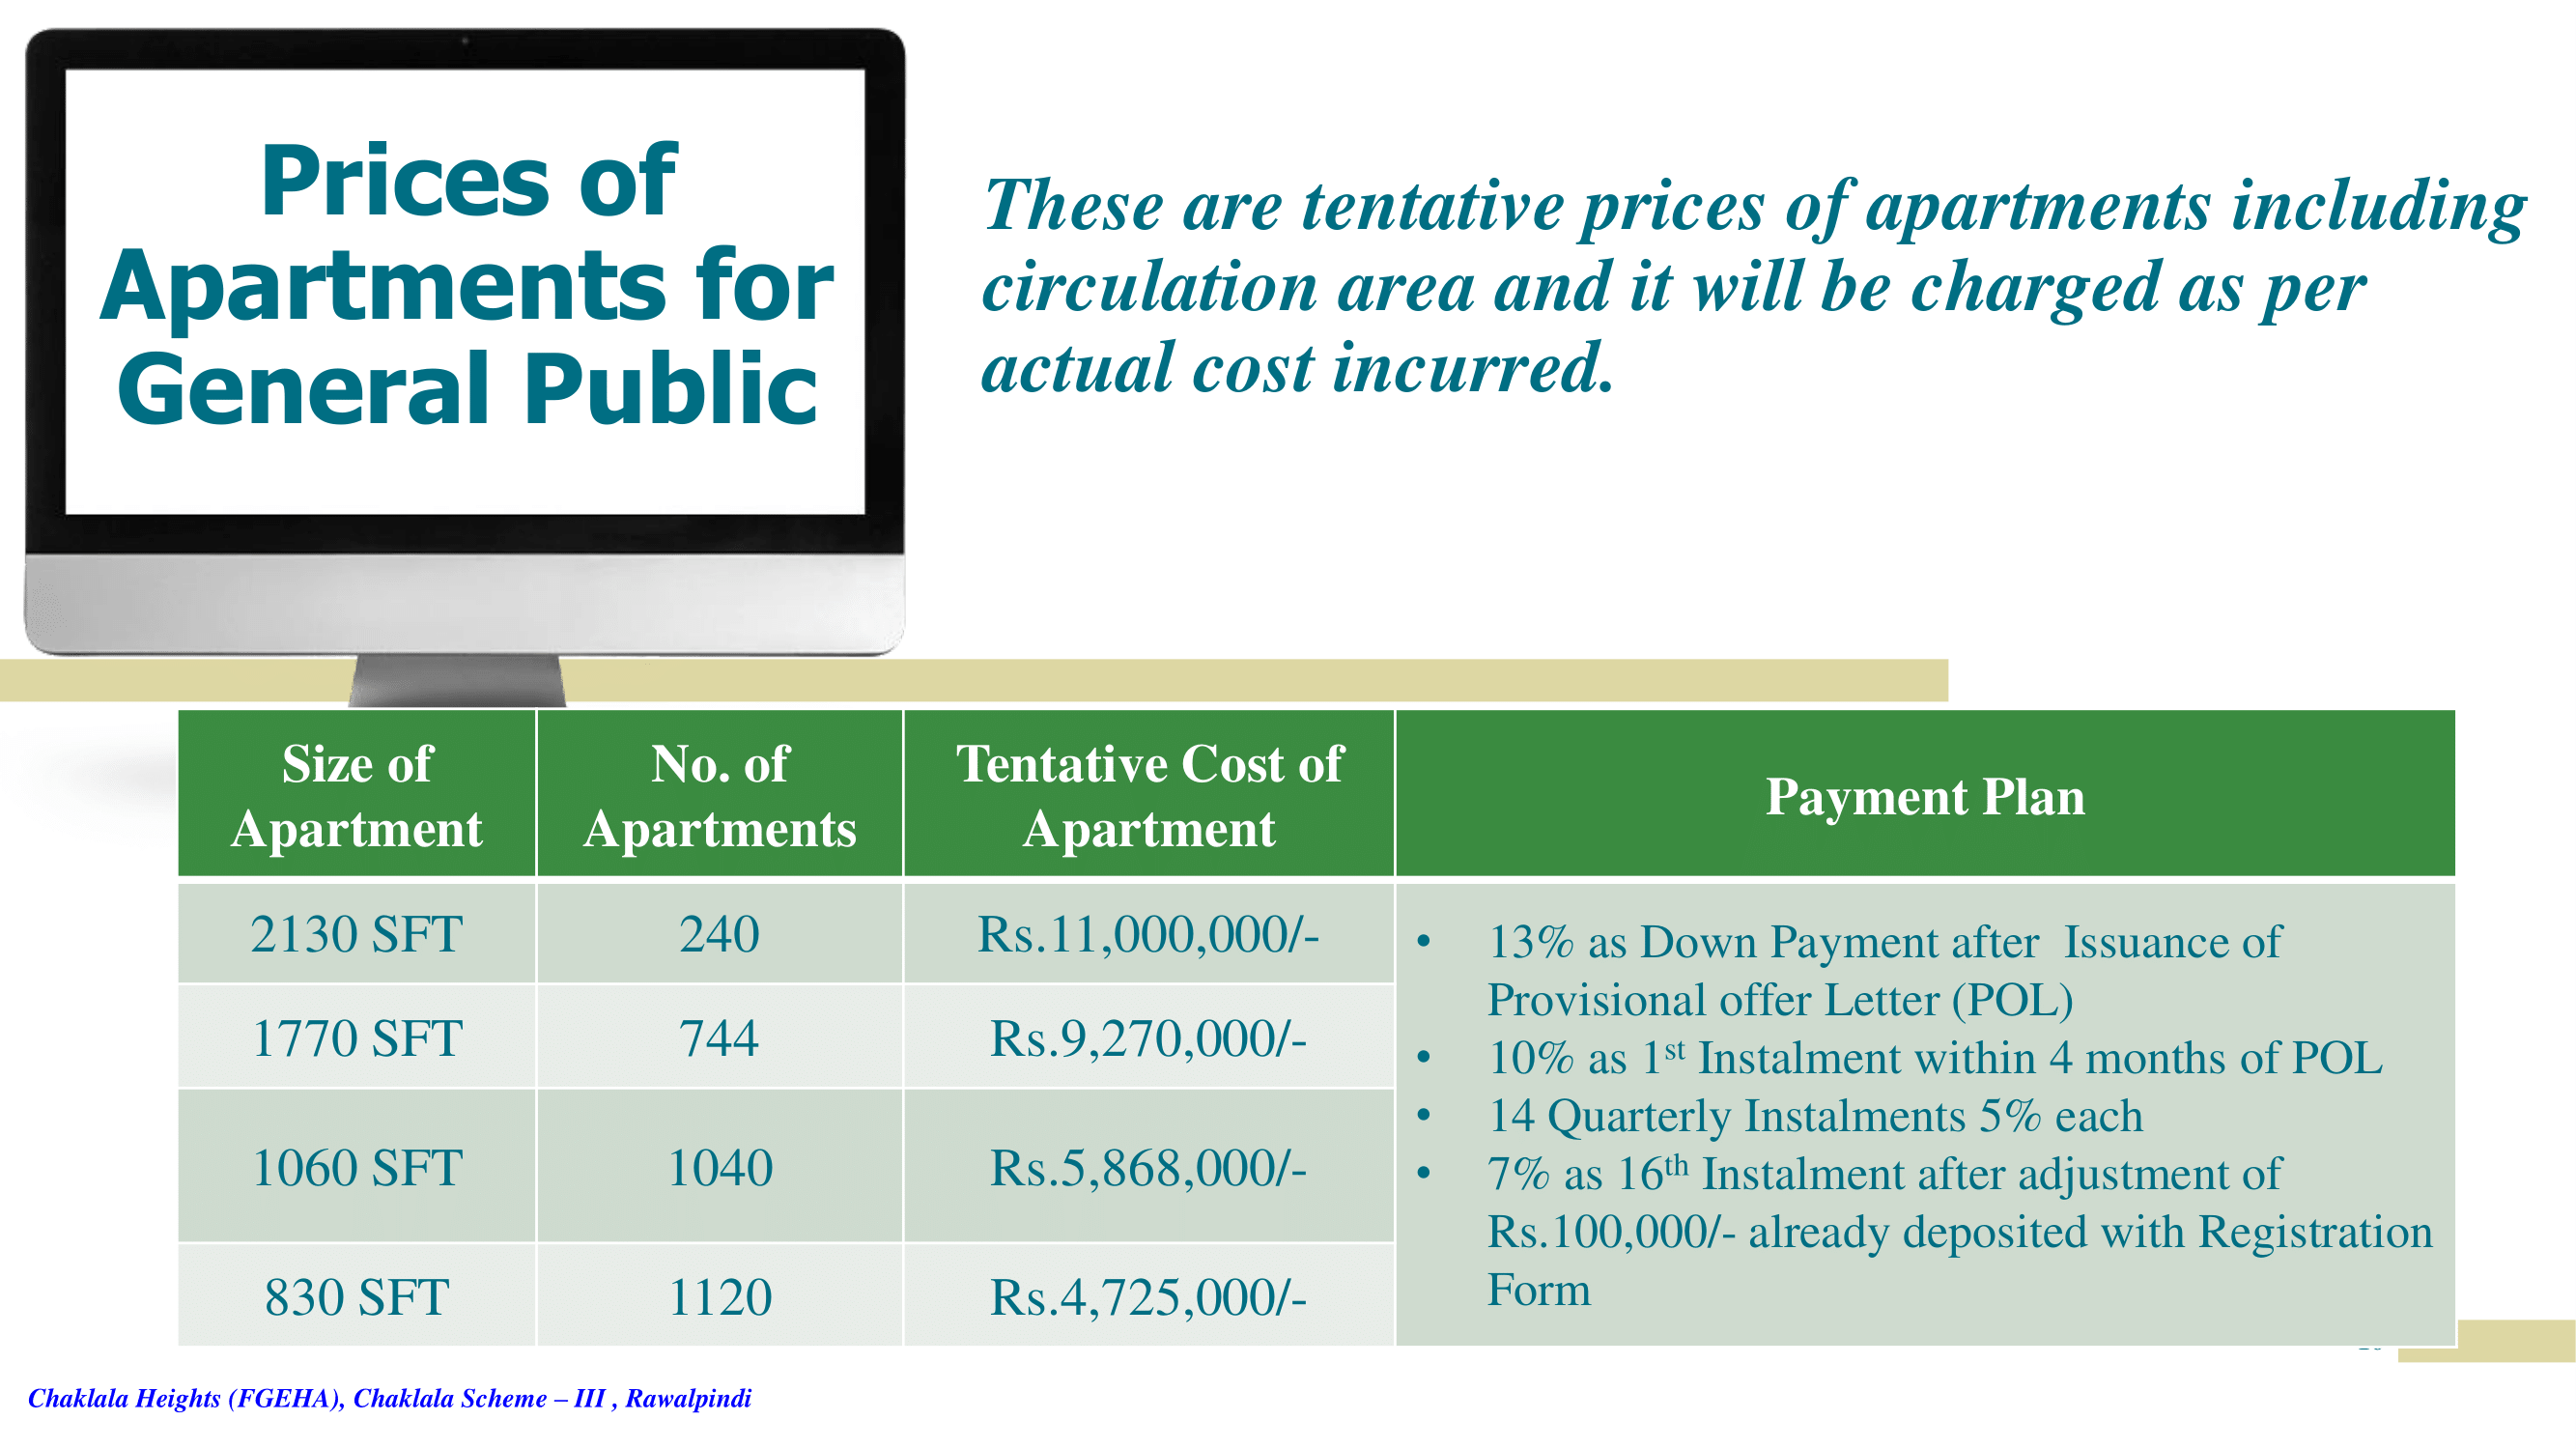 Prices of
Apartments for
General Public
These are tentative prices of apartments including
circulation area and it will be charged as per
actual cost incurred.
Size of
Apartment
No. of
Apartments
Tentative Cost of
Apartment
Payment Plan
2130 SFT
240
Rs.11,000,000/-
1770 SFT
744
Rs.9,270,000/-
1060 SFT
1040
Rs.5,868,000/-
830 SFT
1120
Rs.4,725,000/-
• 13% as Down Payment after Issuance of
Provisional offer Letter (POL)
• 10% as 1st Instalment within 4 months of POL
• 14 Quarterly Instalments 5% each
• 7% as 16th Instalment after adjustment of
Rs.100,000/- already deposited with Registration
Form
Chaklala Heights (FGEHA), Chaklala Scheme – III , Rawalpindi